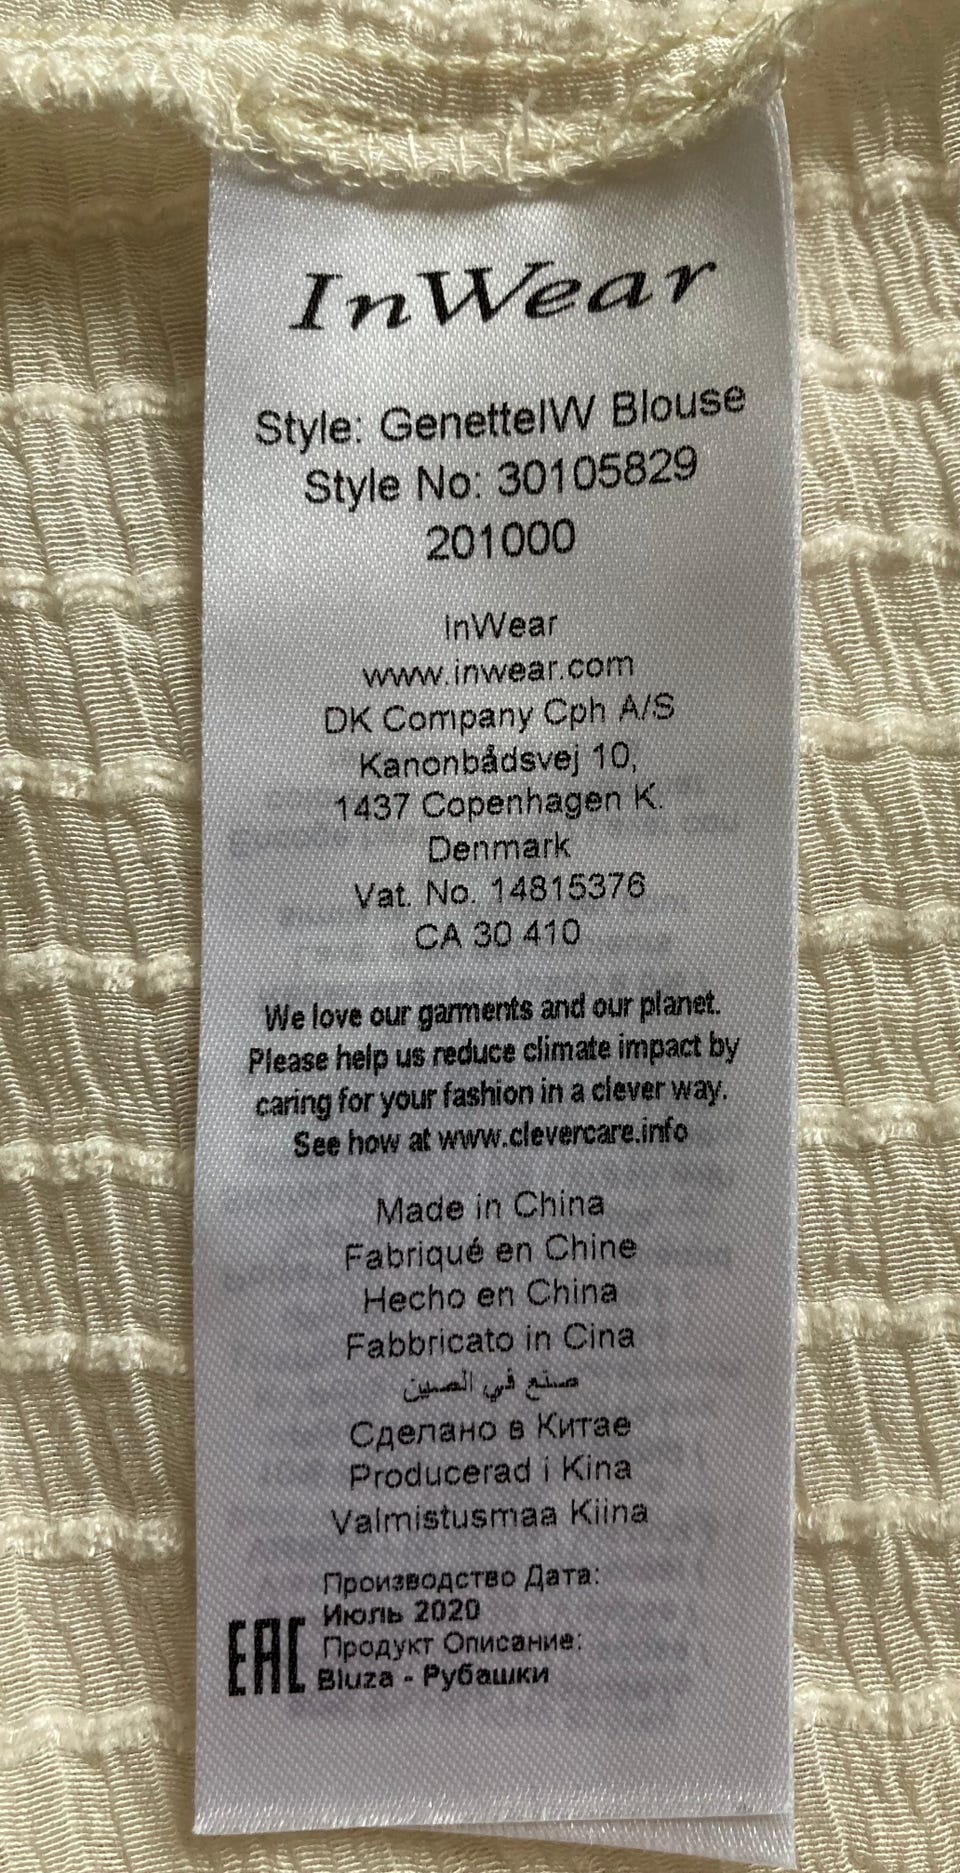 InWear
Style: GenetteIW Blouse
Style No: 30105829
201000
InWear
www.inwear.com
DK Company Cph A/S
Kanonbådsvej 10,
1437 Copenhagen K.
Denmark
Vat. No. 14815376
CA 30 410
We love our garments and our planet.
Please help us reduce climate impact by
caring for your fashion in a clever way.
See how at www.clevercare.info
Made in China
Fabriqué en Chine
Hecho en China
Fabbricato in Cina
صنع في الصين
Сделано в Китае
Producerad i Kina
Valmistusmaa Kiina
Производство Дата:
Июль 2020
EAC
Продукт Описание:
Bluza - Рубашки